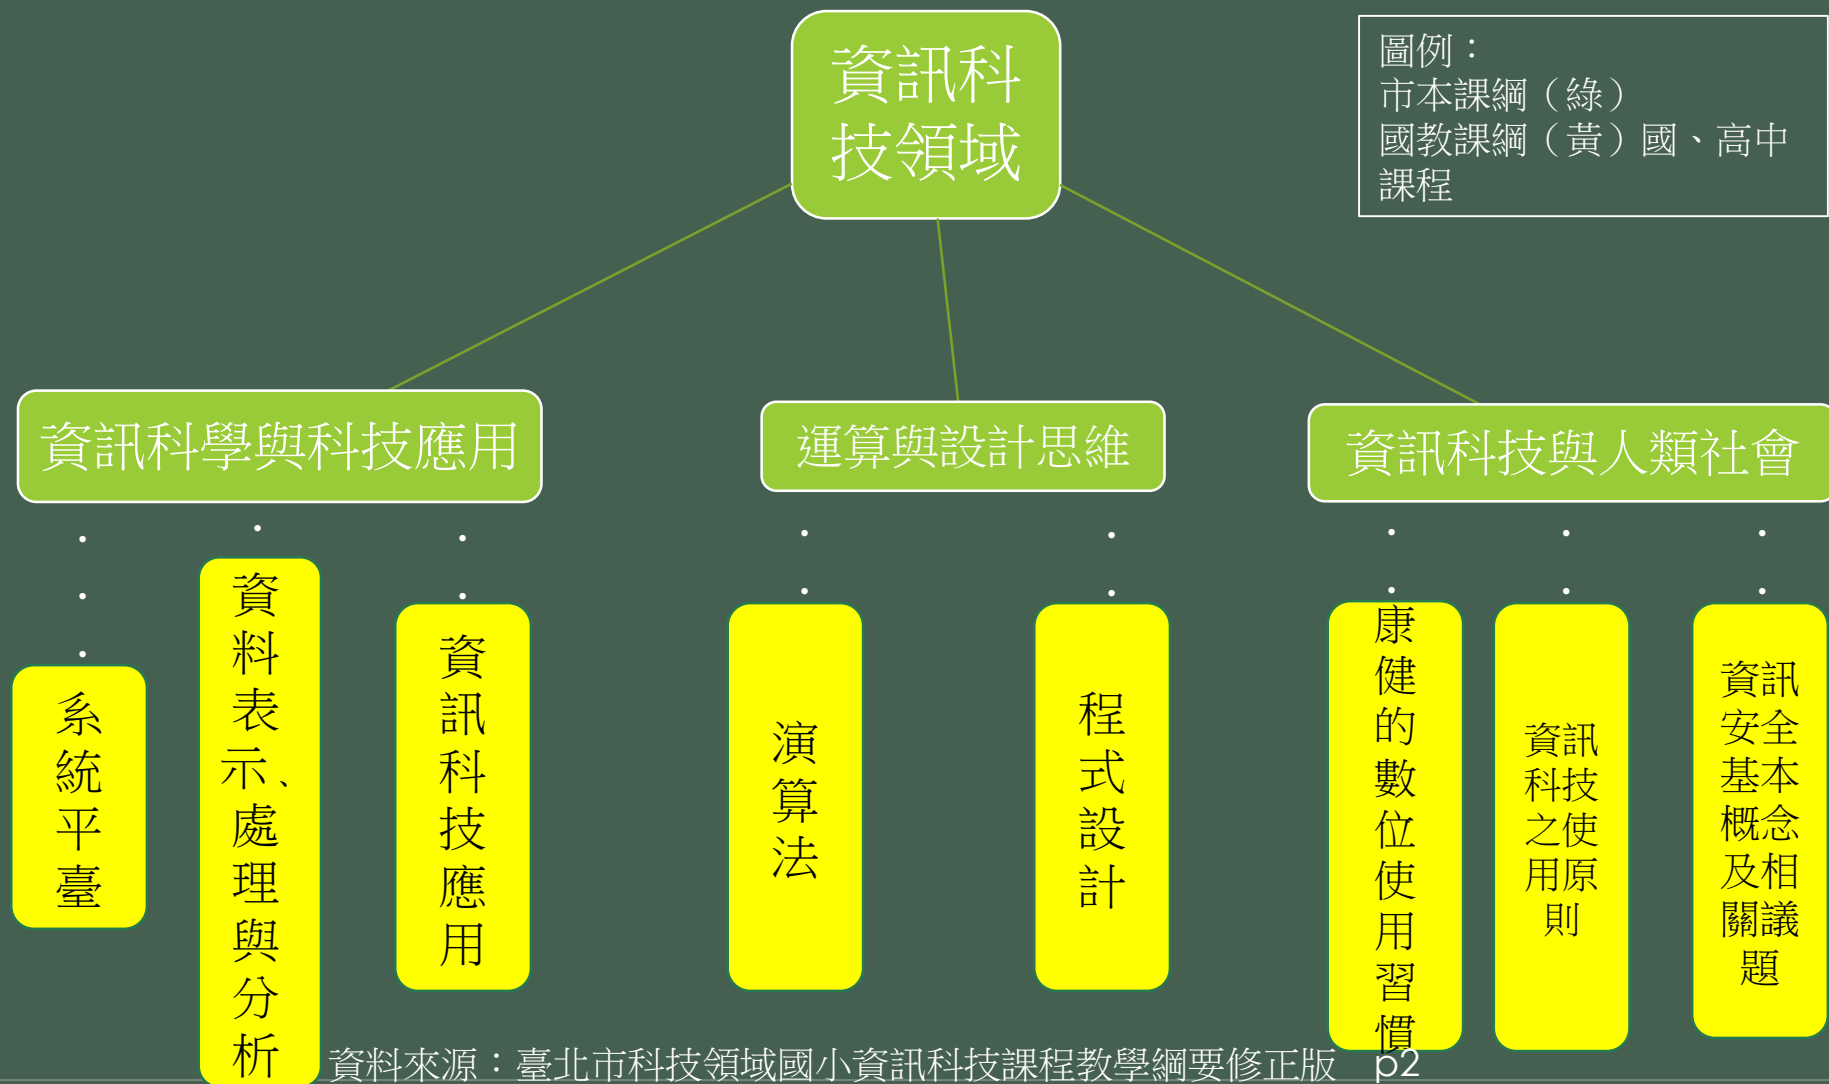 資訊科
技領域
圖例：
市本課綱（綠）
國教課綱（黃）國、高中
課程
資訊科學與科技應用
運算與設計思維
資訊科技與人類社會
系統平臺
資料表示、處理與分析
資訊科技應用
演算法
程式設計
康健的數位使用習慣
資訊
科技
之使
用原
則
資訊
安全
基本
概念
及相
關議
題
資料來源：臺北市科技領域國小資訊科技課程教學綱要修正版 p2